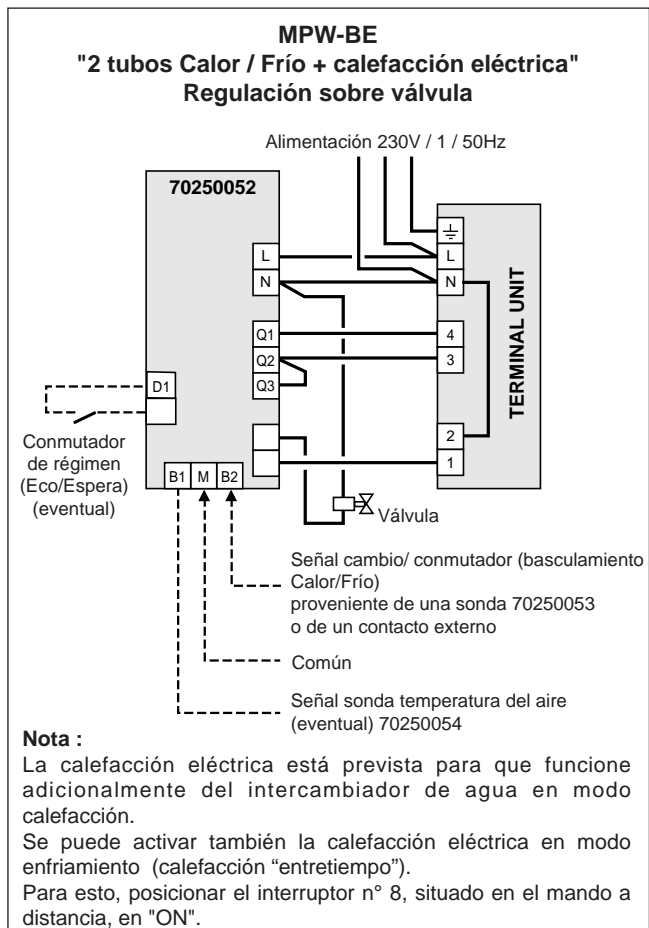 MPW-BE
"2 tubos Calor / Frío + calefacción eléctrica"
Regulación sobre válvula
Alimentación 230V / 1 / 50Hz
70250052
L
N
Q1
Q2
Q3
D1
B1 M B2
L
N
4
3
2
1
TERMINAL UNIT
Conmutador
de régimen
(Eco/Espera)
(eventual)
Válvula
Señal cambio/ conmutador (basculamiento
Calor/Frío)
proveniente de una sonda 70250053
o de un contacto externo
Común
Señal sonda temperatura del aire
(eventual) 70250054
Nota :
La calefacción eléctrica está prevista para que funcione
adicionalmente del intercambiador de agua en modo
calefacción.
Se puede activar también la calefacción eléctrica en modo
enfriamiento (calefacción “entretiempo”).
Para esto, posicionar el interruptor n° 8, situado en el mando a
distancia, en "ON".